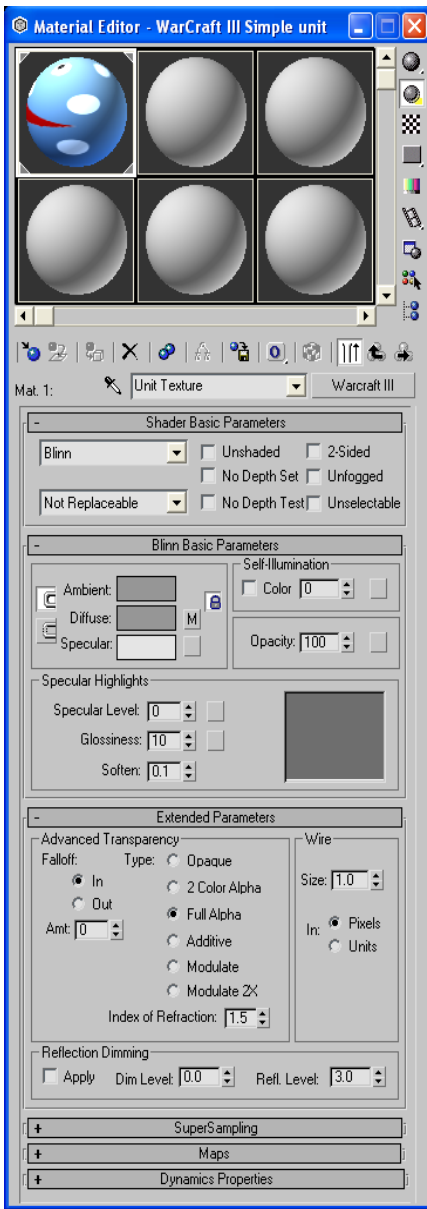 Material Editor - WarCraft III Simple unit
Mat. 1: Unit Texture Warcraft III
- Shader Basic Parameters
Blinn Unshaded 2-Sided
No Depth Set Unfogged
Not Replaceable No Depth Test Unselectable
- Blinn Basic Parameters
Self-Illumination
Ambient: Color 0
Diffuse: M
Specular: Opacity: 100
Specular Highlights
Specular Level: 0
Glossiness: 10
Soften: 0.1
- Extended Parameters
Advanced Transparency Wire
Falloff: Type: Opaque
In 2 Color Alpha Size: 1.0
Out Full Alpha
Amt: 0 Additive In: Pixels
Modulate Units
Modulate 2X
Index of Refraction: 1.5
Reflection Dimming
Apply Dim Level: 0.0 Refl. Level: 3.0
+ SuperSampling
+ Maps
+ Dynamics Properties